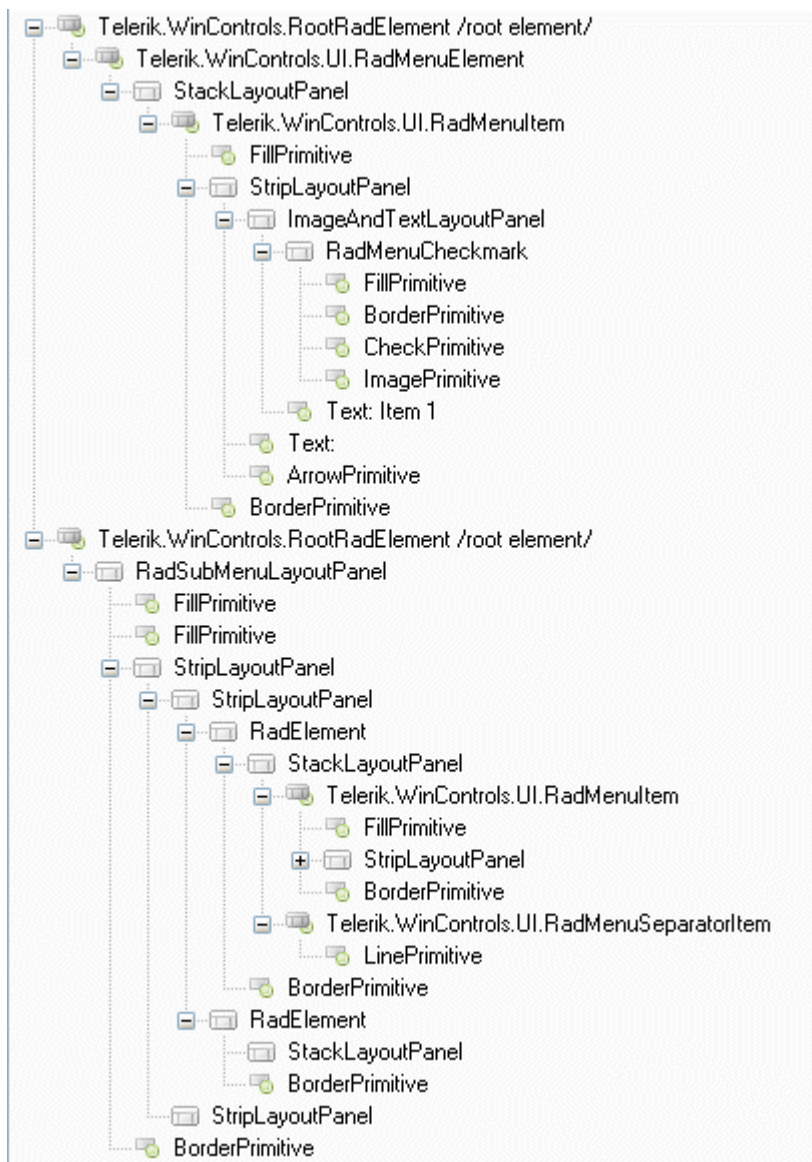 Telerik.WinControls.RootRadElement /root element/
Telerik.WinControls.UI.RadMenuElement
StackLayoutPanel
Telerik.WinControls.UI.RadMenuItem
FillPrimitive
StripLayoutPanel
ImageAndTextLayoutPanel
RadMenuCheckmark
FillPrimitive
BorderPrimitive
CheckPrimitive
ImagePrimitive
Text: Item 1
Text:
ArrowPrimitive
BorderPrimitive
Telerik.WinControls.RootRadElement /root element/
RadSubMenuLayoutPanel
FillPrimitive
FillPrimitive
StripLayoutPanel
StripLayoutPanel
RadElement
StackLayoutPanel
Telerik.WinControls.UI.RadMenuItem
FillPrimitive
StripLayoutPanel
BorderPrimitive
Telerik.WinControls.UI.RadMenuSeparatorItem
LinePrimitive
BorderPrimitive
RadElement
StackLayoutPanel
BorderPrimitive
StripLayoutPanel
BorderPrimitive